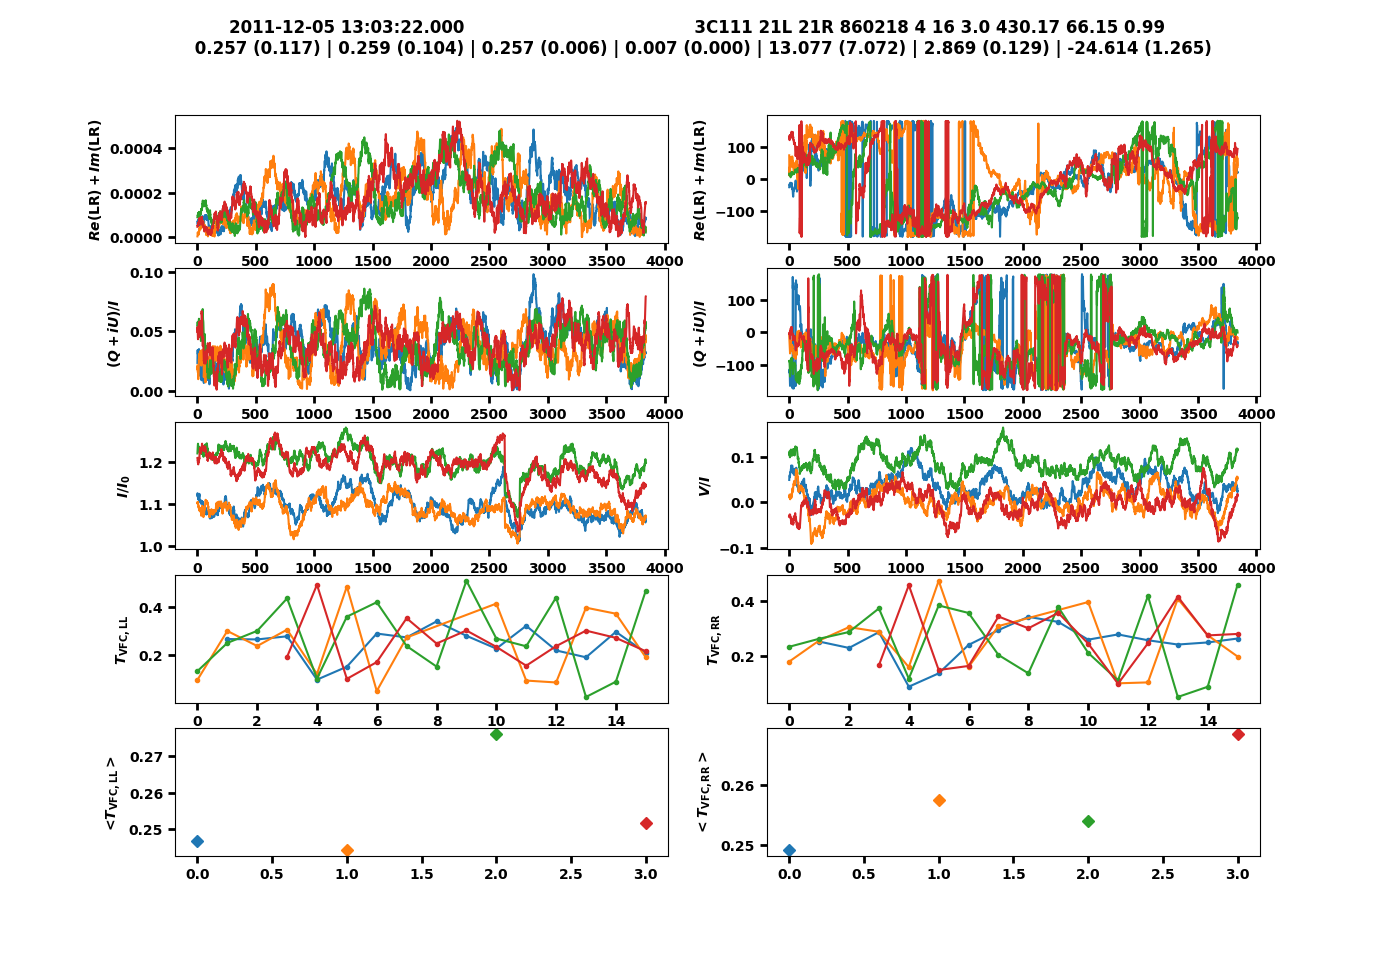 2011-12-05 13:03:22.000 3C111 21L 21R 860218 4 16 3.0 430.17 66.15 0.99
0.257 (0.117) | 0.259 (0.104) | 0.257 (0.006) | 0.007 (0.000) | 13.077 (7.072) | 2.869 (0.129) | -24.614 (1.265)
Re(LR) + Im(LR)
0.0004
0.0002
0.0000
0 500 1000 1500 2000 2500 3000 3500 4000
Re(LR) + Im(LR)
100
0
−100
0 500 1000 1500 2000 2500 3000 3500 4000
(Q + iU)/I
0.10
0.05
0.00
0 500 1000 1500 2000 2500 3000 3500 4000
(Q + iU)/I
100
0
−100
0 500 1000 1500 2000 2500 3000 3500 4000
I/I0
1.2
1.1
1.0
0 500 1000 1500 2000 2500 3000 3500 4000
V/I
0.1
0.0
−0.1
0 500 1000 1500 2000 2500 3000 3500 4000
TVFC, LL
0.4
0.2
0 2 4 6 8 10 12 14
TVFC, RR
0.4
0.2
0 2 4 6 8 10 12 14
<TVFC, LL >
0.27
0.26
0.25
0.0 0.5 1.0 1.5 2.0 2.5 3.0
< TVFC, RR >
0.26
0.25
0.0 0.5 1.0 1.5 2.0 2.5 3.0